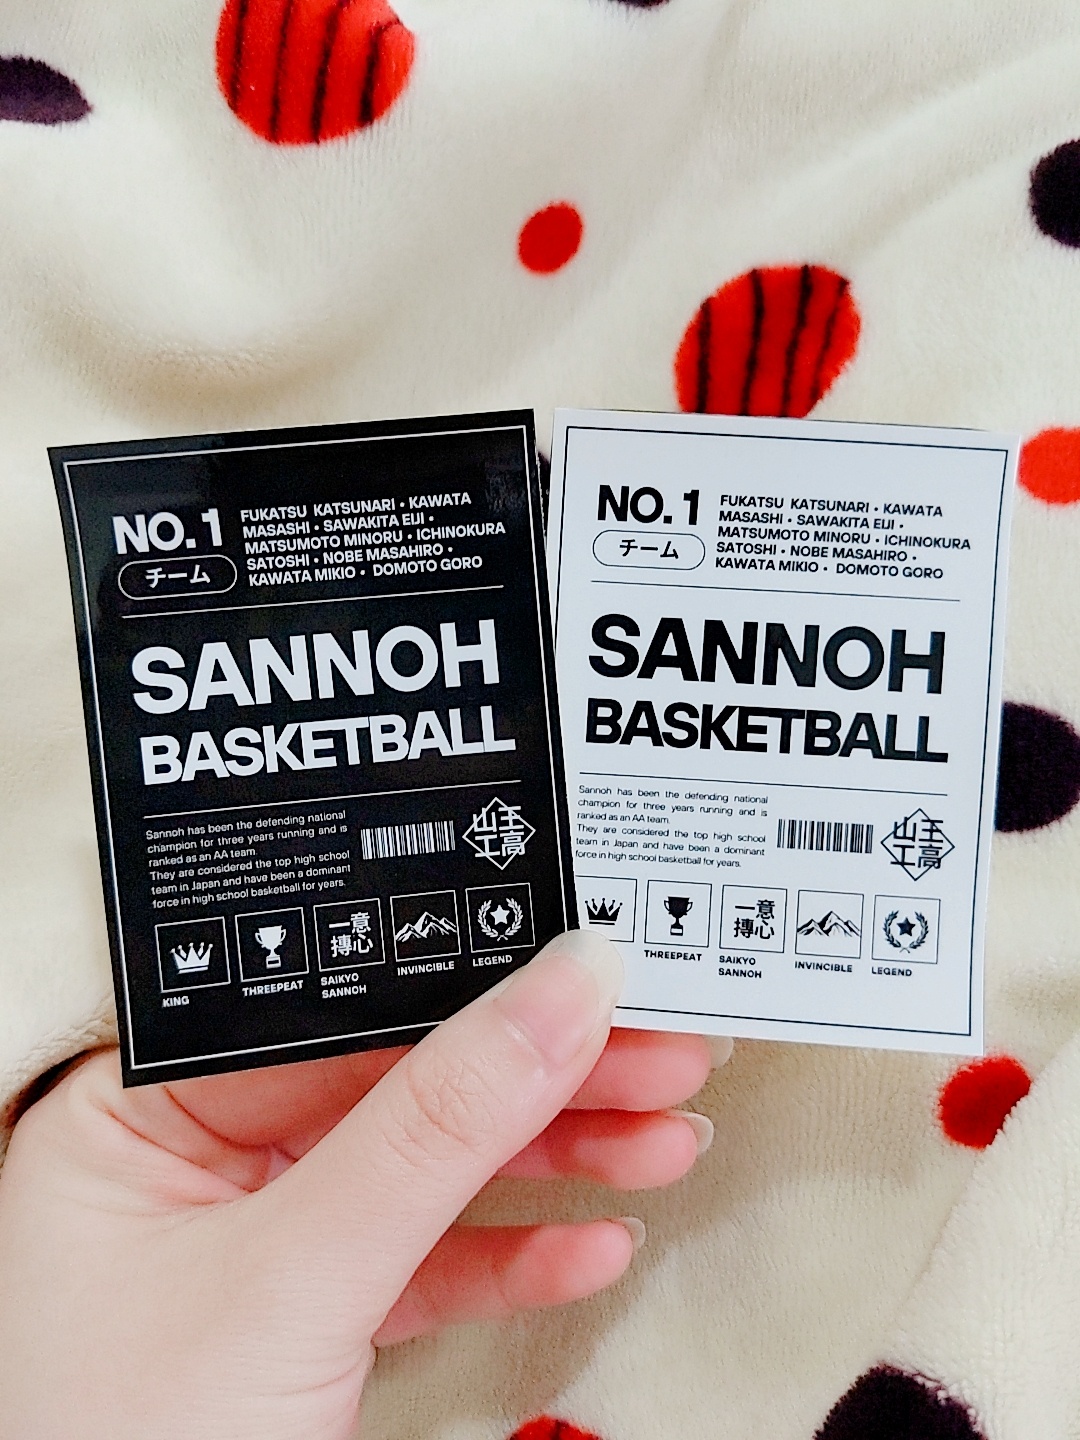 NO.1
チーム
FUKATSU KATSUNARI • KAWATA
MASASHI • SAWAKITA EIJI •
MATSUMOTO MINORU • ICHINOKURA
SATOSHI • NOBE MASAHIRO •
KAWATA MIKIO • DOMOTO GORO
SANNOH
BASKETBALL
Sannoh has been the defending national
champion for three years running and is
ranked as an AA team.
They are considered the top high school
team in Japan and have been a dominant
force in high school basketball for years.
山王
工高
KING
THREEPEAT
一意
摶心
SAIKYO
SANNOH
INVINCIBLE
LEGEND
NO.1
チーム
FUKATSU KATSUNARI • KAWATA
MASASHI • SAWAKITA EIJI •
MATSUMOTO MINORU • ICHINOKURA
SATOSHI • NOBE MASAHIRO •
KAWATA MIKIO • DOMOTO GORO
SANNOH
BASKETBALL
Sannoh has been the defending national
champion for three years running and is
ranked as an AA team.
They are considered the top high school
team in Japan and have been a dominant
force in high school basketball for years.
山王
工高
THREEPEAT
一意
摶心
SAIKYO
SANNOH
INVINCIBLE
LEGEND